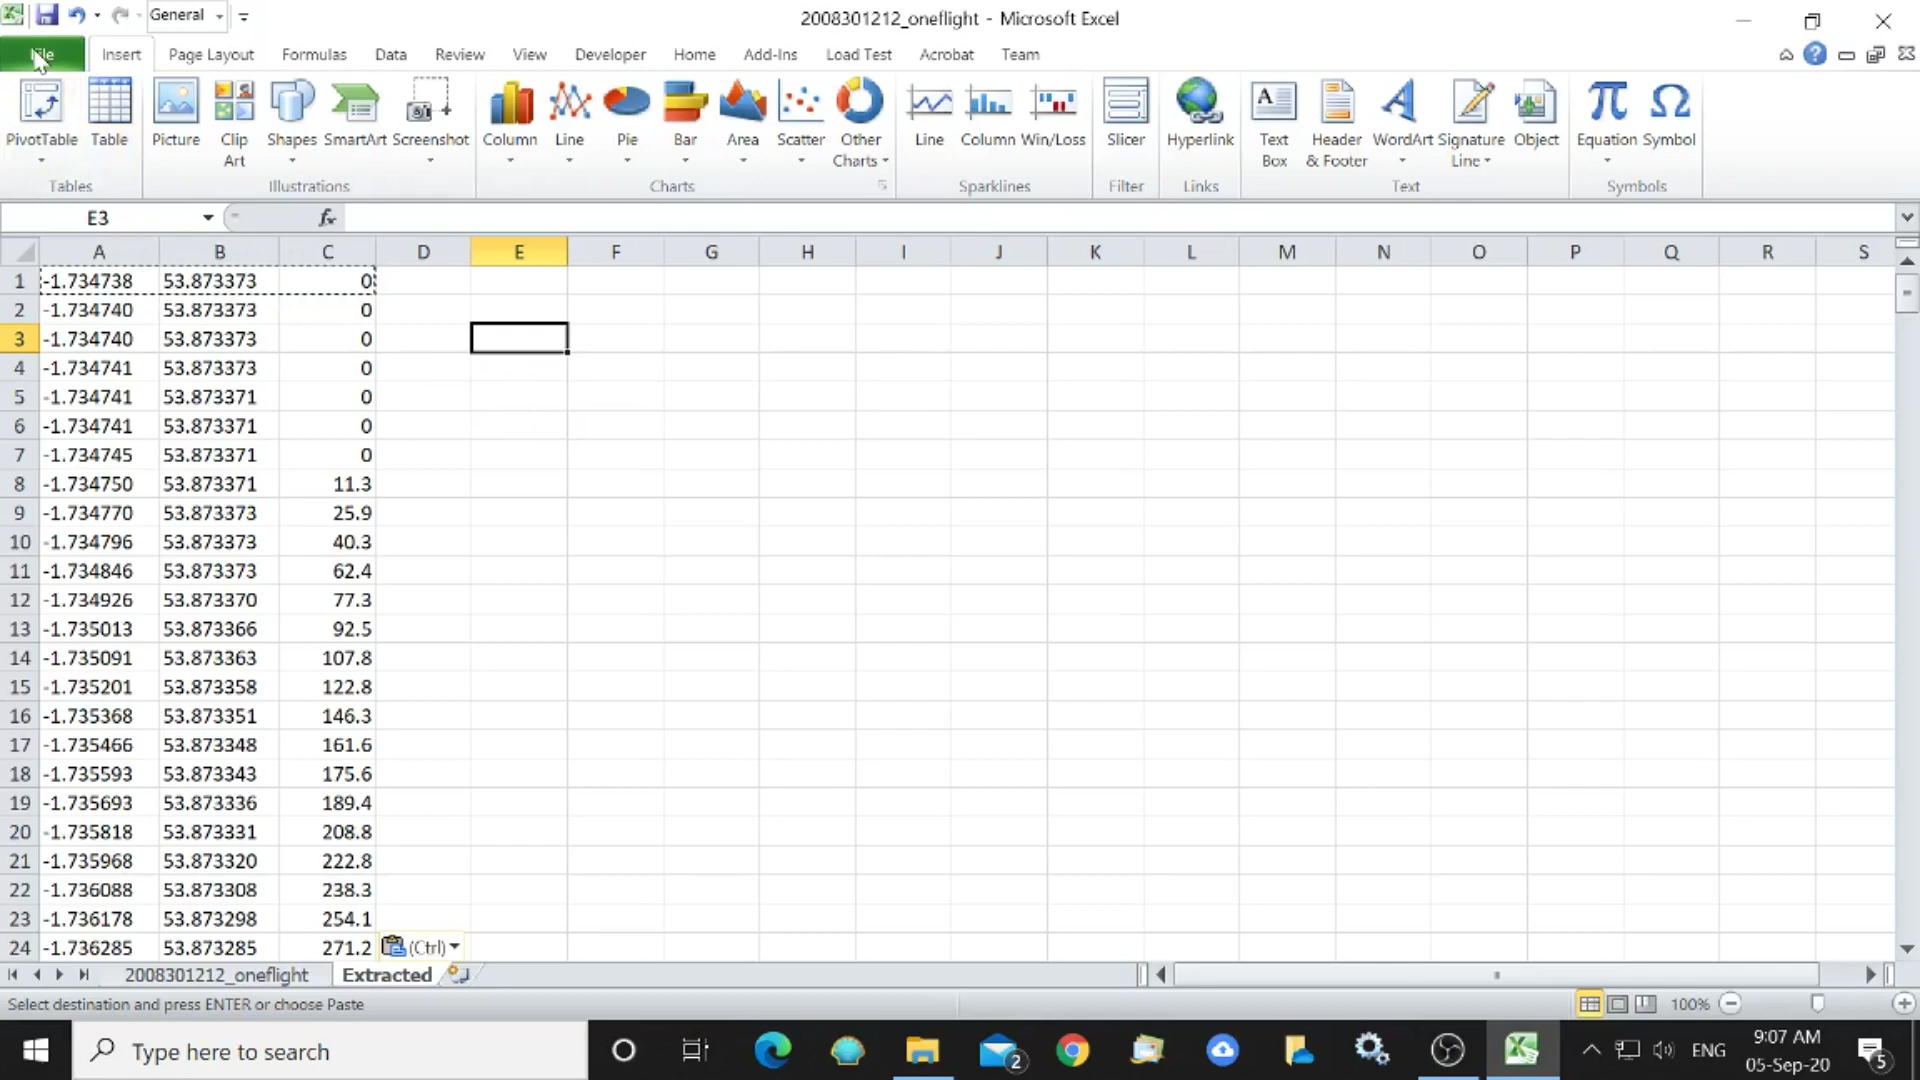 General
2008301212_oneflight - Microsoft Excel
File Insert Page Layout Formulas Data Review View Developer Home Add-Ins Load Test Acrobat Team
PivotTable Table Picture Clip Art Shapes SmartArt Screenshot Column Line Pie Bar Area Scatter Other Charts Line Column Win/Loss Slicer Hyperlink Text Box Header & Footer WordArt Signature Line Object Equation Symbol
Tables Illustrations Charts Sparklines Filter Links Text Symbols
E3 fx
A B C D E F G H I J K L M N O P Q R S
1 -1.734738 53.873373 0
2 -1.734740 53.873373 0
3 -1.734740 53.873373 0
4 -1.734741 53.873373 0
5 -1.734741 53.873371 0
6 -1.734741 53.873371 0
7 -1.734745 53.873371 0
8 -1.734750 53.873371 11.3
9 -1.734770 53.873373 25.9
10 -1.734796 53.873373 40.3
11 -1.734846 53.873373 62.4
12 -1.734926 53.873370 77.3
13 -1.735013 53.873366 92.5
14 -1.735091 53.873363 107.8
15 -1.735201 53.873358 122.8
16 -1.735368 53.873351 146.3
17 -1.735466 53.873348 161.6
18 -1.735593 53.873343 175.6
19 -1.735693 53.873336 189.4
20 -1.735818 53.873331 208.8
21 -1.735968 53.873320 222.8
22 -1.736088 53.873308 238.3
23 -1.736178 53.873298 254.1
24 -1.736285 53.873285 271.2 (Ctrl)
2008301212_oneflight Extracted
Select destination and press ENTER or choose Paste 100%
Type here to search 2 ENG 9:07 AM 5
05-Sep-20